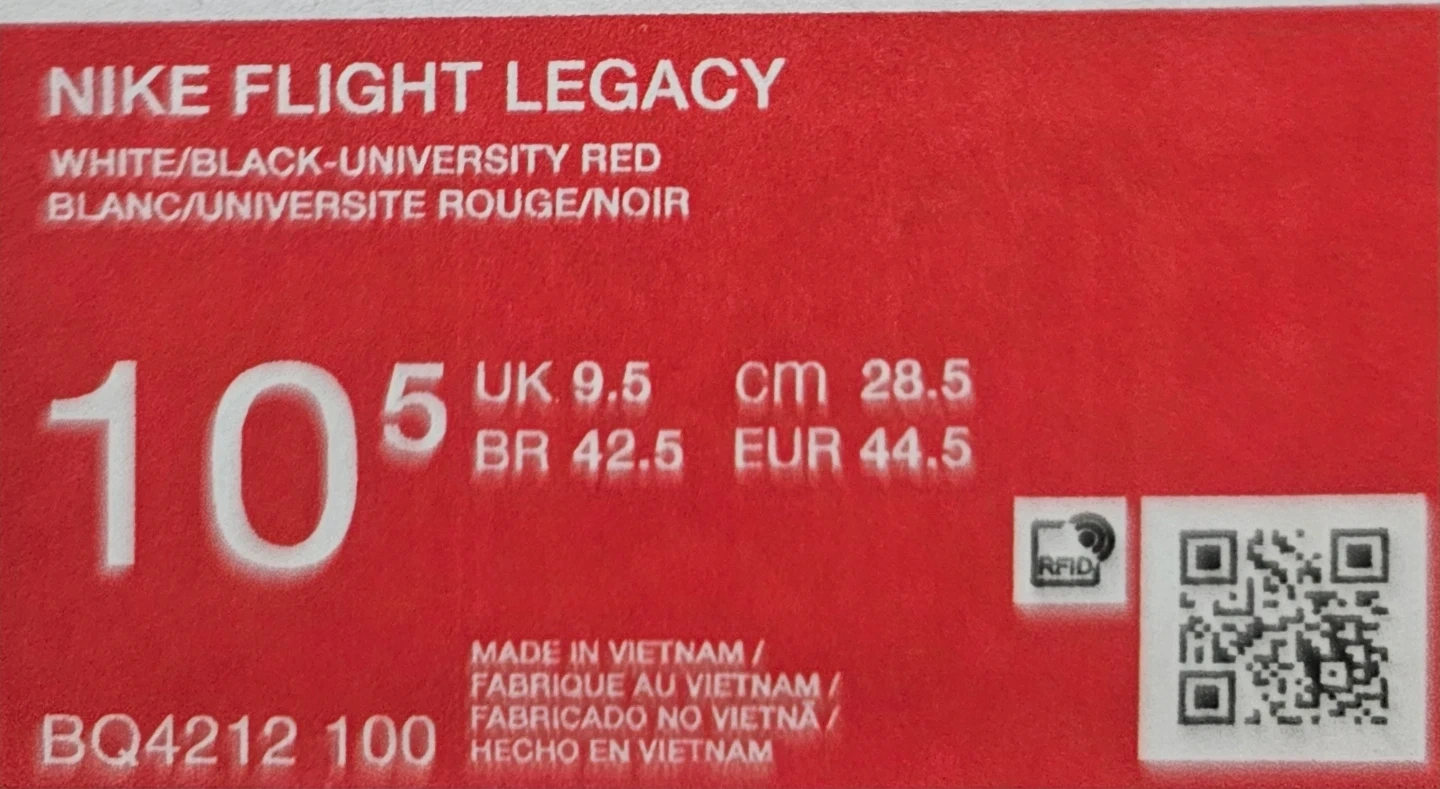 NIKE FLIGHT LEGACY
WHITE/BLACK-UNIVERSITY RED
BLANC/UNIVERSITE ROUGE/NOIR
10 5
UK 9.5 cm 28.5
BR 42.5 EUR 44.5
RFID
MADE IN VIETNAM /
FABRIQUE AU VIETNAM /
FABRICADO NO VIETNÃ /
HECHO EN VIETNAM
BQ4212 100